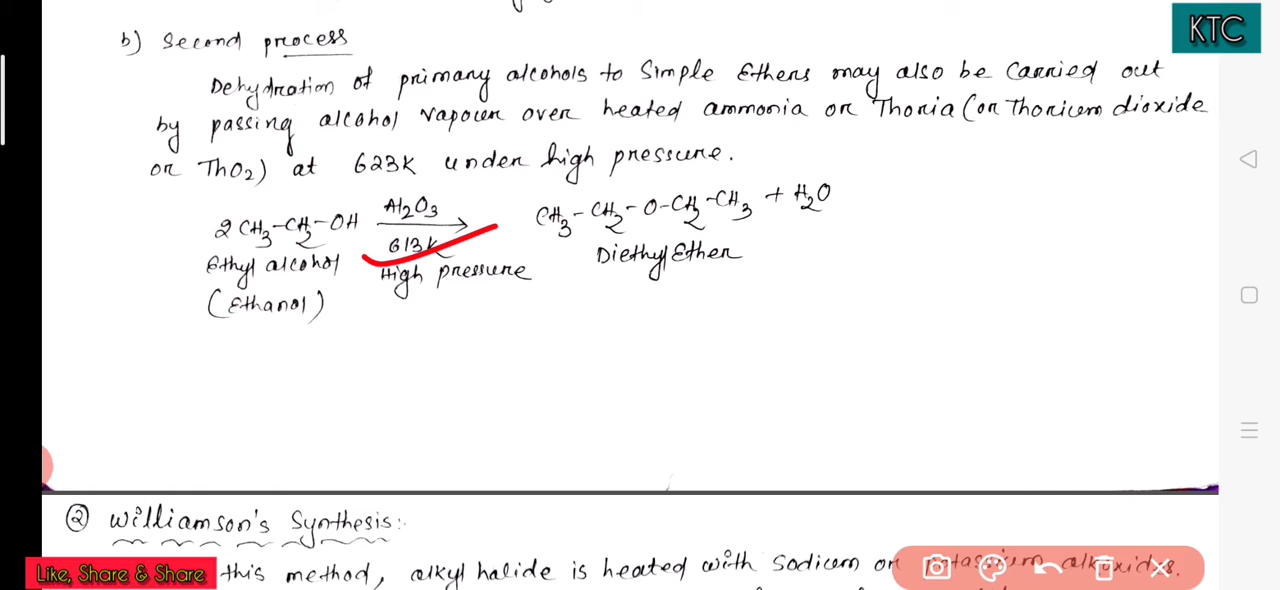 KTC
b) Second process
Dehydration of primary alcohols to Simple Ethers may also be carried out
by passing alcohol vapour over heated ammonia or Thoria (or Thorium dioxide
or ThO2) at 623K under high pressure.
2CH3-CH2-OH Al2O3 CH3-CH2-O-CH2-CH3 + H2O
613K
Ethyl alcohol High pressure Diethyl Ether
(Ethanol)
② Williamson's Synthesis:
Like, Share & Share this method, alkyl halide is heated with sodium or potassium alkoxides.